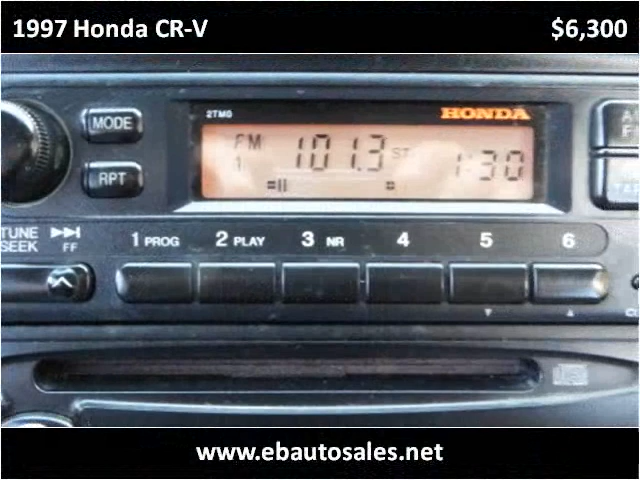 1997 Honda CR-V $6,300
2TM0 HONDA
MODE
FM 101.3 ST 1:30
1
RPT
TUNE
SEEK FF
1 PROG 2 PLAY 3 NR 4 5 6
www.ebautosales.net